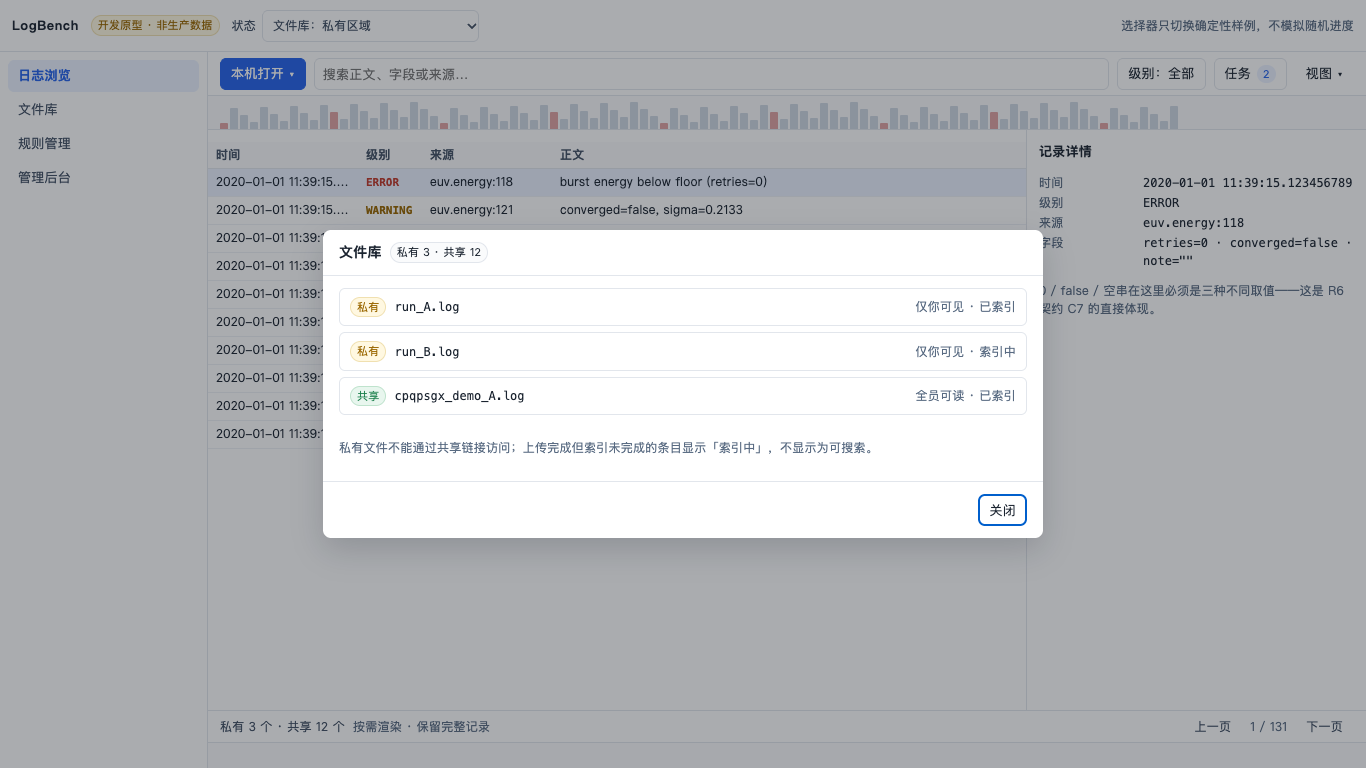 LogBench 开发原型 · 非生产数据 状态 文件库：私有区域 选择器只切换确定性样例，不模拟随机进度
日志浏览
文件库
规则管理
管理后台
本机打开 ▾ 搜索正文、字段或来源… 级别：全部 任务 2 视图 ▾
时间 级别 来源 正文
2020-01-01 11:39:15.… ERROR euv.energy:118 burst energy below floor (retries=0)
2020-01-01 11:39:15.… WARNING euv.energy:121 converged=false, sigma=0.2133
2020-01-01 11:39:1
2020-01-01 11:39:1
2020-01-01 11:39:1
2020-01-01 11:39:1
2020-01-01 11:39:1
2020-01-01 11:39:1
2020-01-01 11:39:1
2020-01-01 11:39:1
记录详情
时间 2020-01-01 11:39:15.123456789
级别 ERROR
来源 euv.energy:118
字段 retries=0 · converged=false ·
note=""
0 / false / 空串在这里必须是三种不同取值——这是 R6
契约 C7 的直接体现。
文件库 私有 3 · 共享 12
私有 run_A.log 仅你可见 · 已索引
私有 run_B.log 仅你可见 · 索引中
共享 cpqpsgx_demo_A.log 全员可读 · 已索引
私有文件不能通过共享链接访问；上传完成但索引未完成的条目显示「索引中」，不显示为可搜索。
关闭
私有 3 个 · 共享 12 个 按需渲染 · 保留完整记录 上一页 1 / 131 下一页